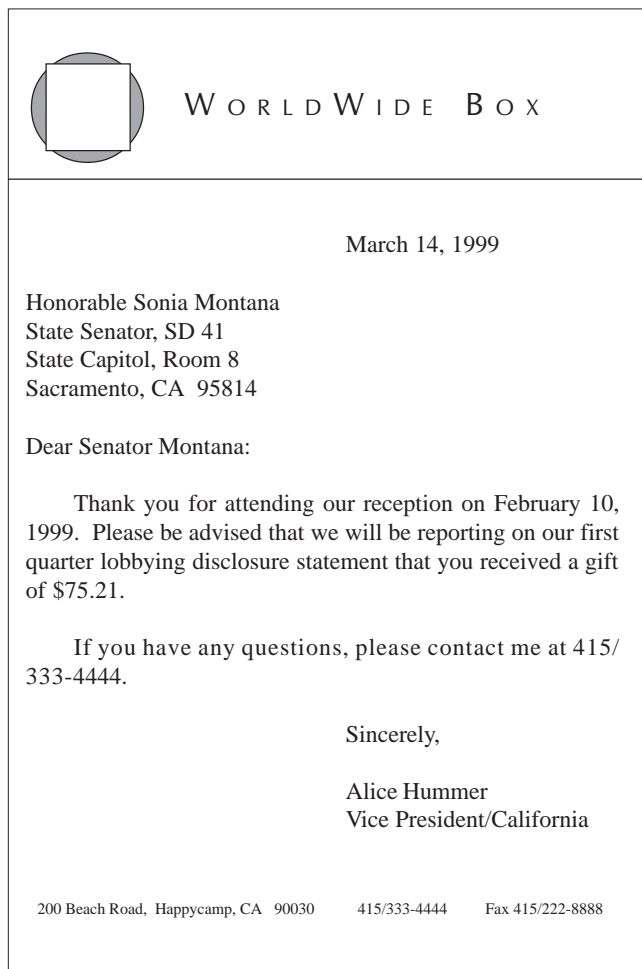 WORLDWIDE BOX
March 14, 1999
Honorable Sonia Montana
State Senator, SD 41
State Capitol, Room 8
Sacramento, CA  95814
Dear Senator Montana:
Thank you for attending our reception on February 10,
1999.  Please be advised that we will be reporting on our first
quarter lobbying disclosure statement that you received a gift
of $75.21.
If you have any questions, please contact me at 415/
333-4444.
Sincerely,
Alice Hummer
Vice President/California
200 Beach Road,  Happycamp, CA   90030 415/333-4444 Fax 415/222-8888